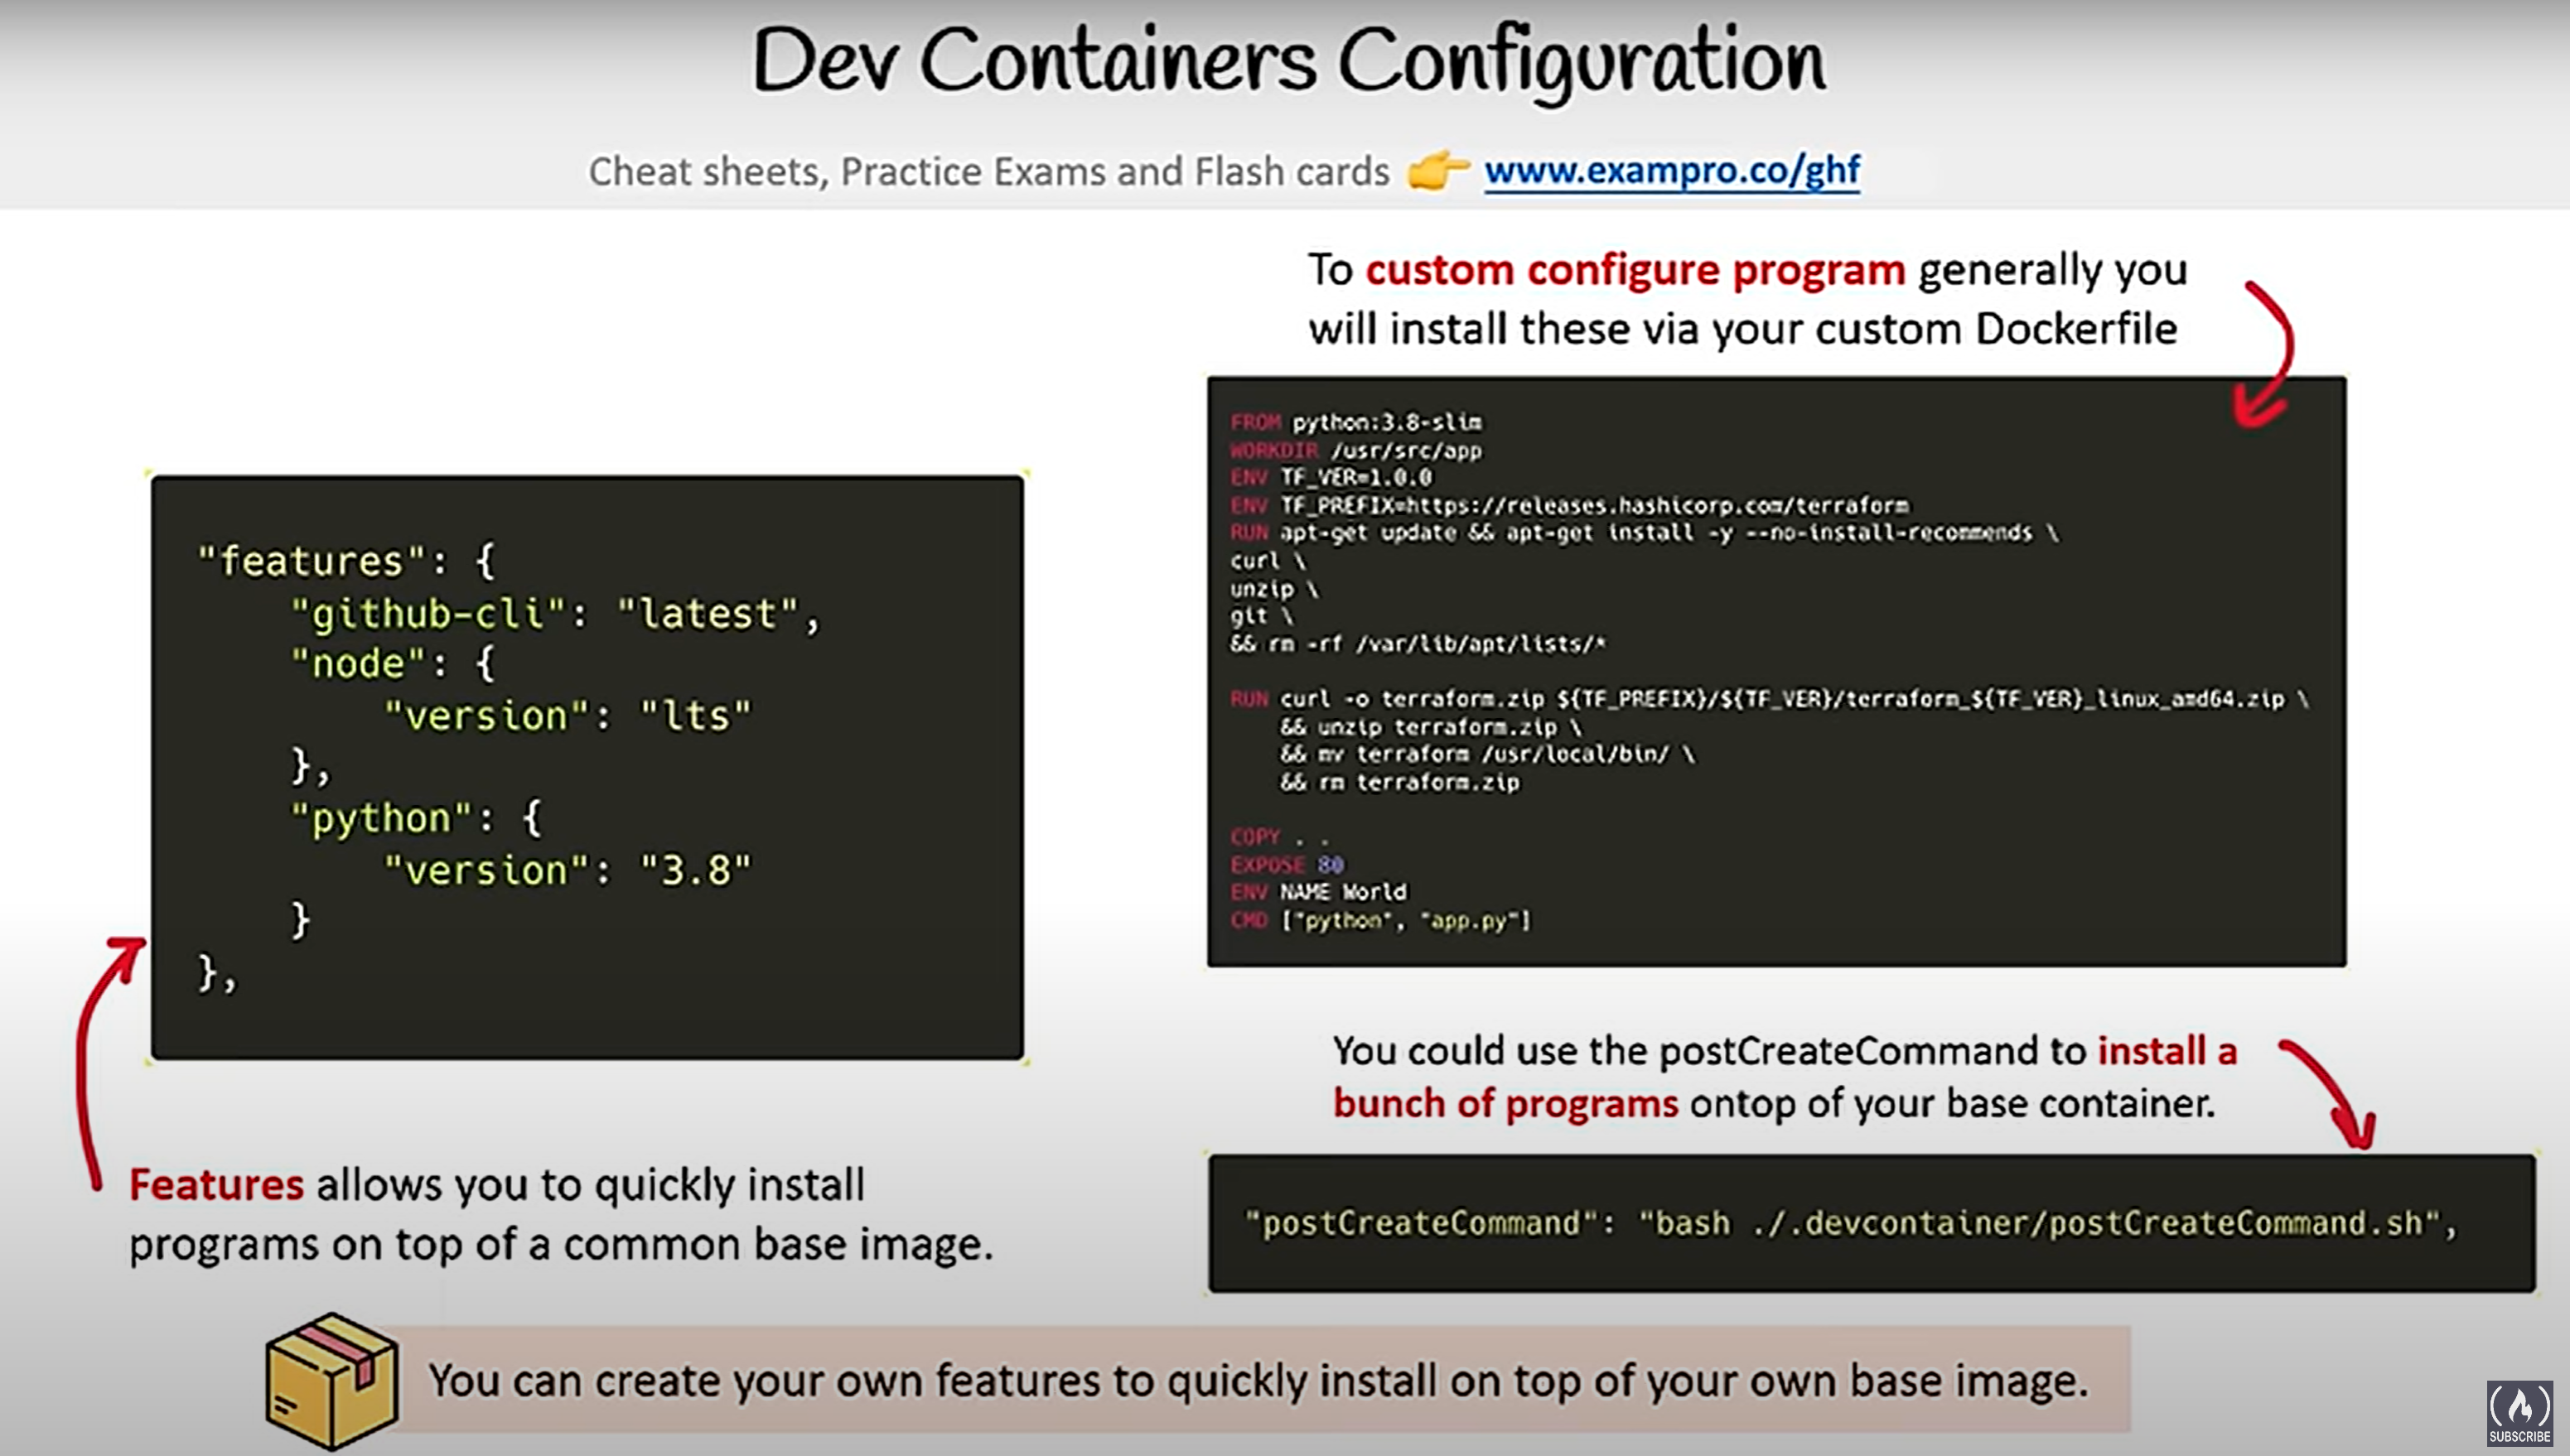 Dev Containers Configuration
Cheat sheets, Practice Exams and Flash cards 👉 www.exampro.co/ghf
"features": {
    "github-cli": "latest",
    "node": {
        "version": "lts"
    },
    "python": {
        "version": "3.8"
    }
},
Features allows you to quickly install
programs on top of a common base image.
To custom configure program generally you
will install these via your custom Dockerfile
FROM python:3.8-slim
WORKDIR /usr/src/app
ENV TF_VER=1.0.0
ENV TF_PREFIX=https://releases.hashicorp.com/terraform
RUN apt-get update && apt-get install -y --no-install-recommends \
curl \
unzip \
git \
&& rm -rf /var/lib/apt/lists/*
RUN curl -o terraform.zip ${TF_PREFIX}/${TF_VER}/terraform_${TF_VER}_linux_amd64.zip \
    && unzip terraform.zip \
    && mv terraform /usr/local/bin/ \
    && rm terraform.zip
COPY . .
EXPOSE 80
ENV NAME World
CMD ["python", "app.py"]
You could use the postCreateCommand to install a
bunch of programs ontop of your base container.
"postCreateCommand": "bash ./.devcontainer/postCreateCommand.sh",
You can create your own features to quickly install on top of your own base image.
SUBSCRIBE